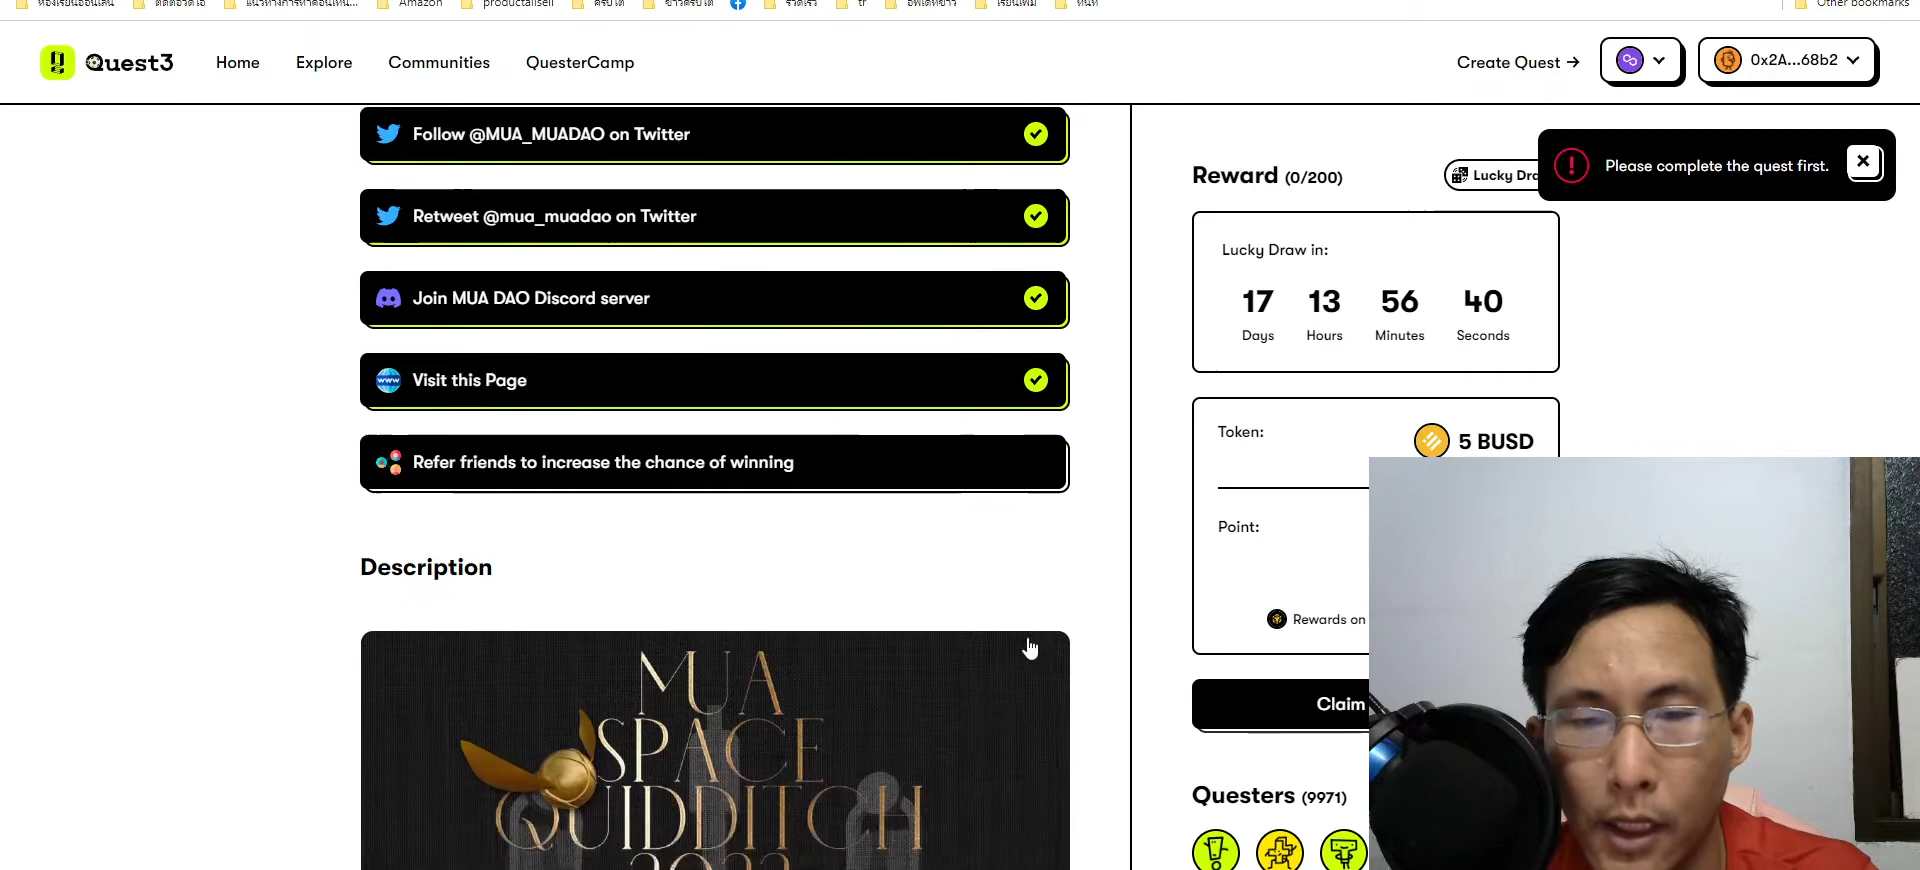 Amazon
productallsell
tr
Other bookmarks
Quest3
Home
Explore
Communities
QuesterCamp
Create Quest →
0x2A...68b2
Follow @MUA_MUADAO on Twitter
Retweet @mua_muadao on Twitter
Join MUA DAO Discord server
www
Visit this Page
Refer friends to increase the chance of winning
Description
MUA
SPACE
QUIDDITCH
Please complete the quest first.
Reward (0/200)
Lucky Dra
Lucky Draw in:
17 13 56 40
Days Hours Minutes Seconds
Token:
5 BUSD
Point:
Rewards on
Claim
Questers (9971)